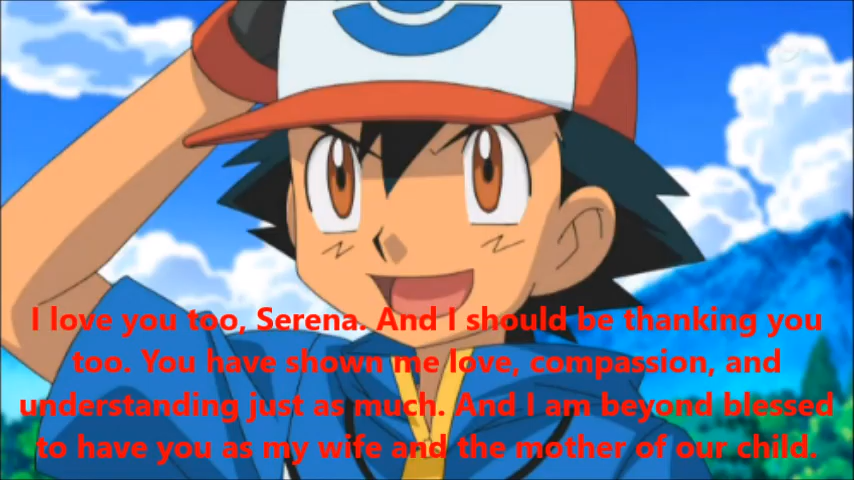 I love you too, Serena. And I should be thanking you
too. You have shown me love, compassion, and
understanding just as much. And I am beyond blessed
to have you as my wife and the mother of our child.